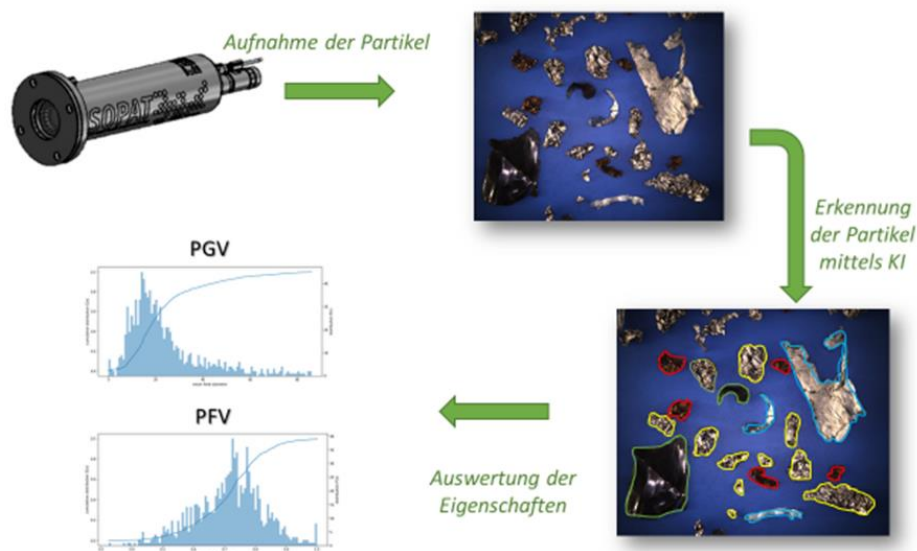 Aufnahme der Partikel
SOPAT
Erkennung
der Partikel
mittels KI
PGV
PFV
Auswertung der
Eigenschaften